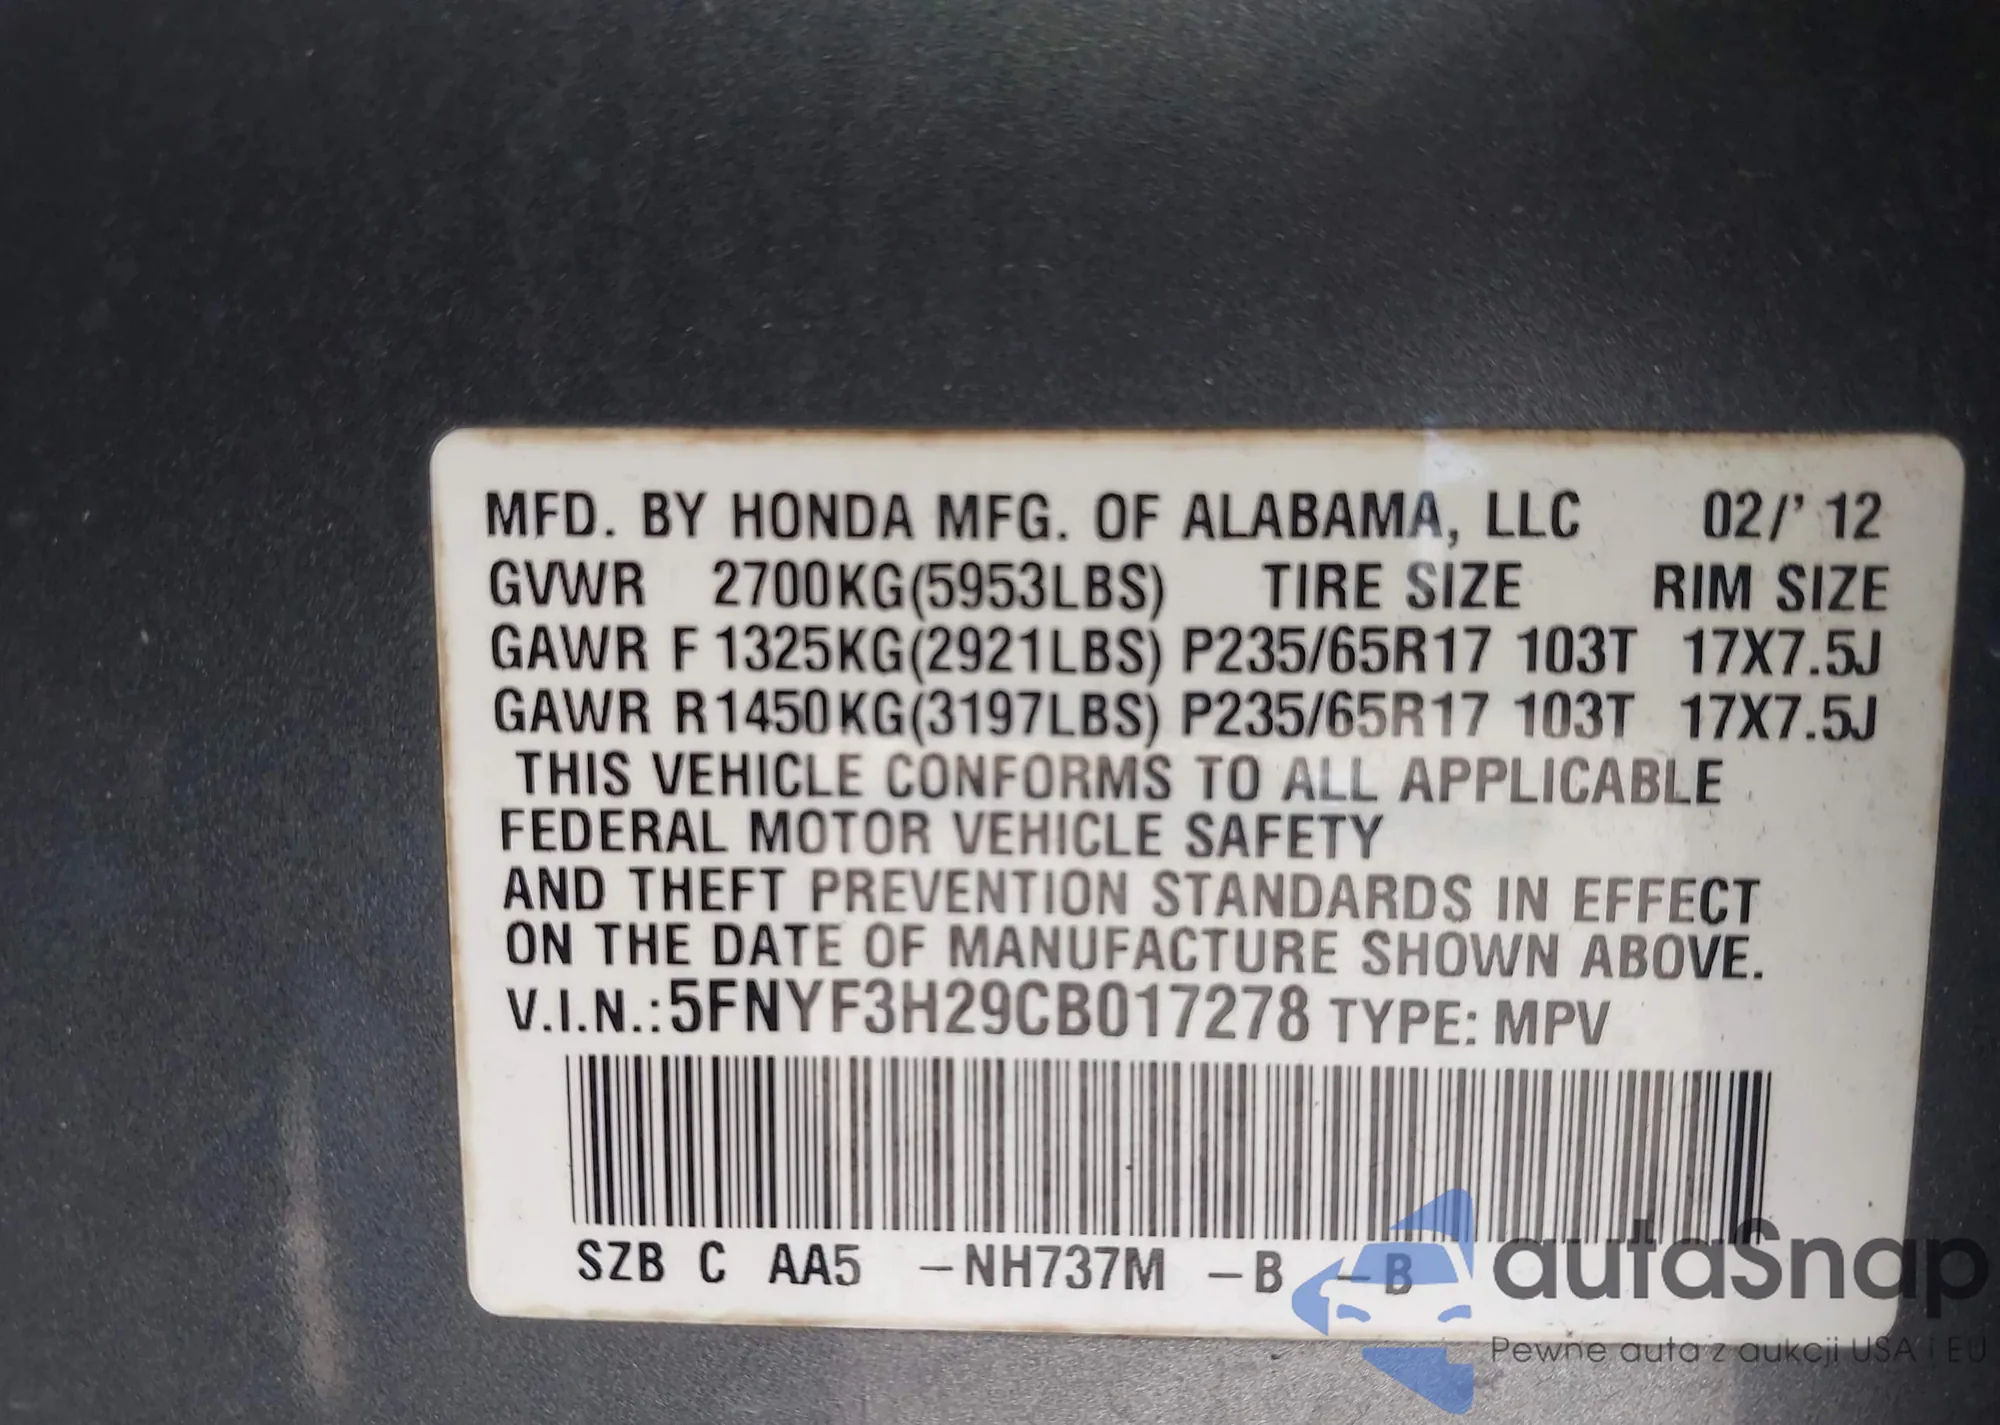 MFD. BY HONDA MFG. OF ALABAMA, LLC 02/' 12
GVWR 2700KG(5953LBS) TIRE SIZE RIM SIZE
GAWR F 1325KG(2921LBS) P235/65R17 103T 17X7.5J
GAWR R 1450KG(3197LBS) P235/65R17 103T 17X7.5J
THIS VEHICLE CONFORMS TO ALL APPLICABLE
FEDERAL MOTOR VEHICLE SAFETY
AND THEFT PREVENTION STANDARDS IN EFFECT
ON THE DATE OF MANUFACTURE SHOWN ABOVE.
V.I.N.:5FNYF3H29CB017278 TYPE: MPV
SZB C AA5 -NH737M -B -B
autaSnap
Pewne auta z aukcji USA i EU